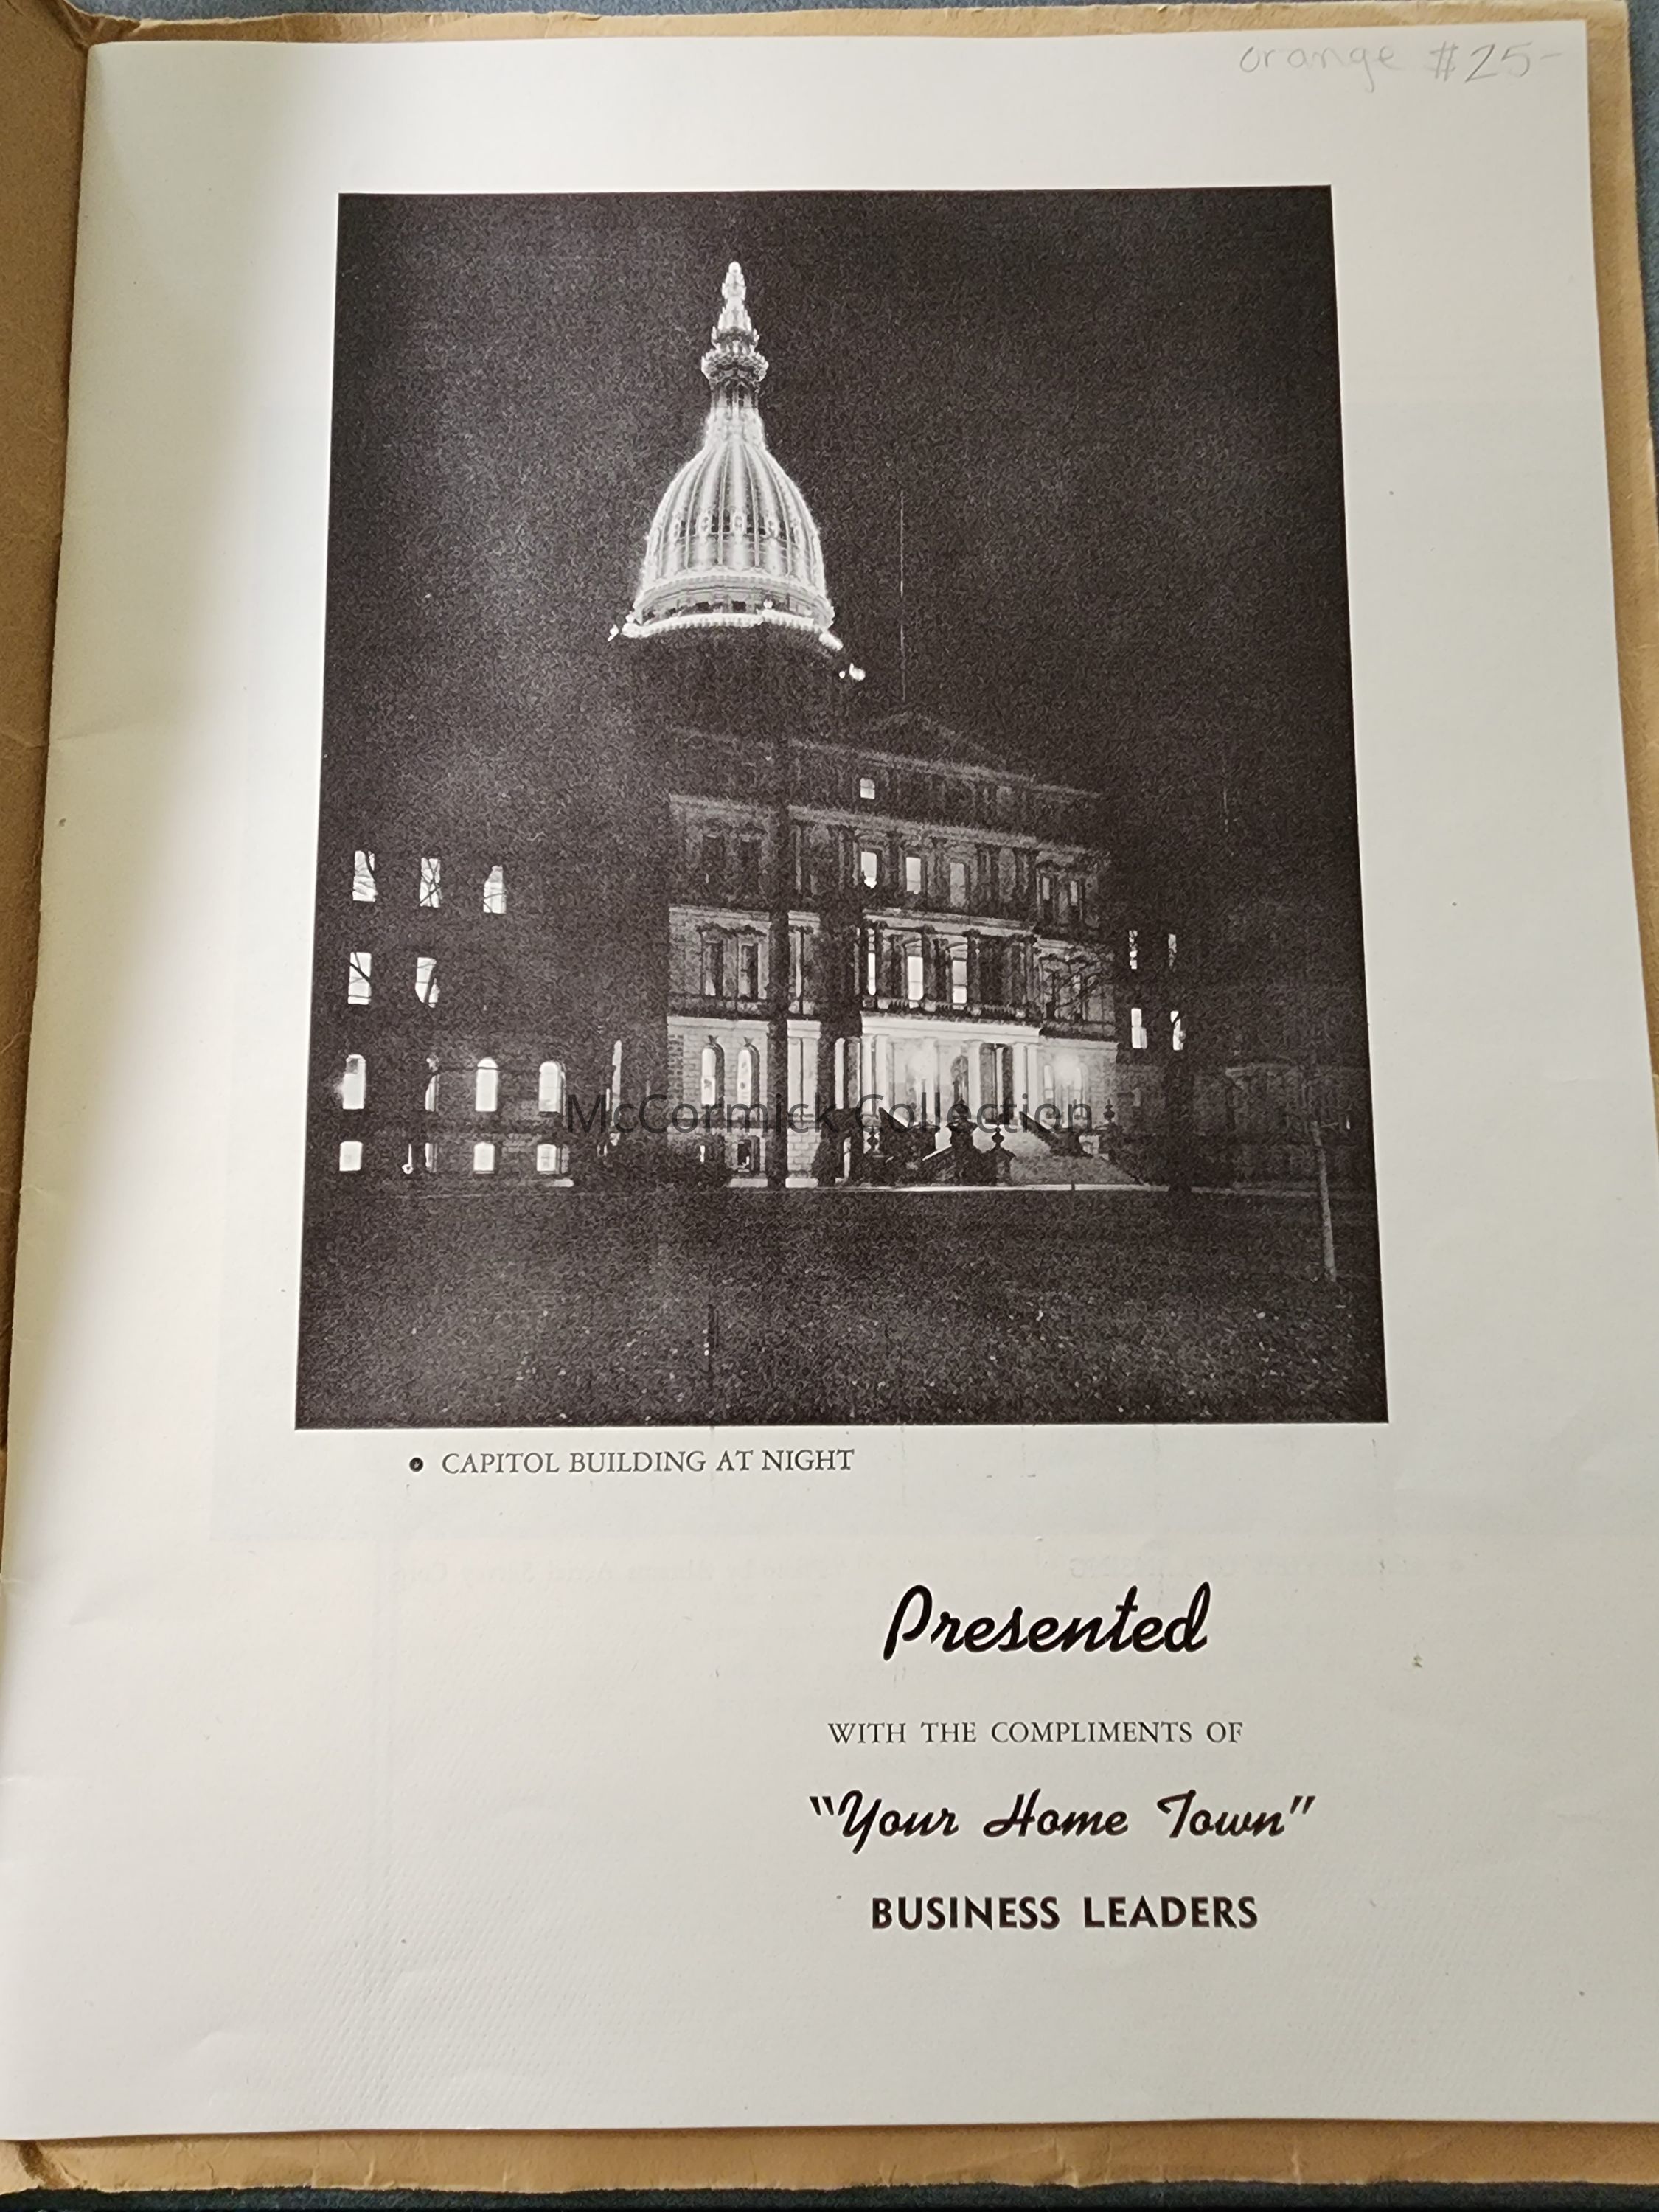 orange #25-
McCormick Collection
• CAPITOL BUILDING AT NIGHT
Presented
WITH THE COMPLIMENTS OF
"Your Home Town"
BUSINESS LEADERS